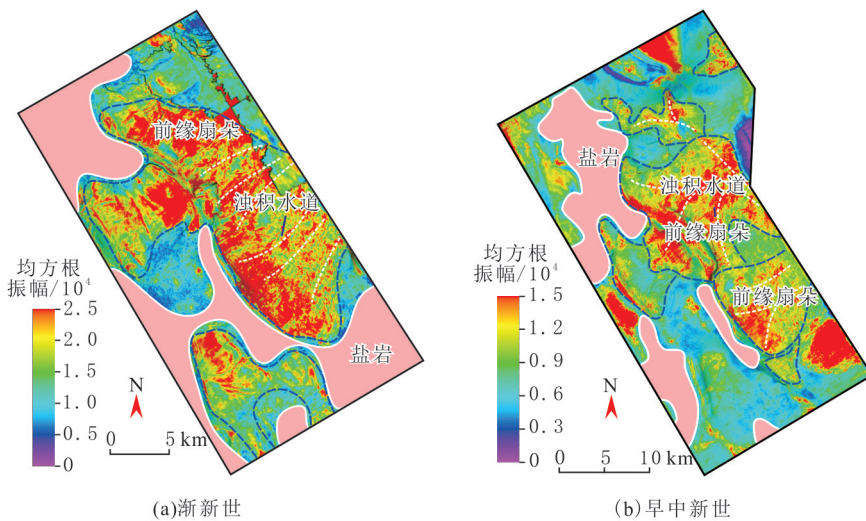 前缘扇朵
浊积水道
均方根
振幅/10⁴
2.5
2.0
1.5
1.0
0.5
0
N
0 5 km
盐岩
(a)渐新世
盐岩
浊积水道
前缘扇朵
前缘扇朵
均方根
振幅/10⁴
1.5
1.2
0.9
0.6
0.3
0
N
0 5 10 km
(b)早中新世